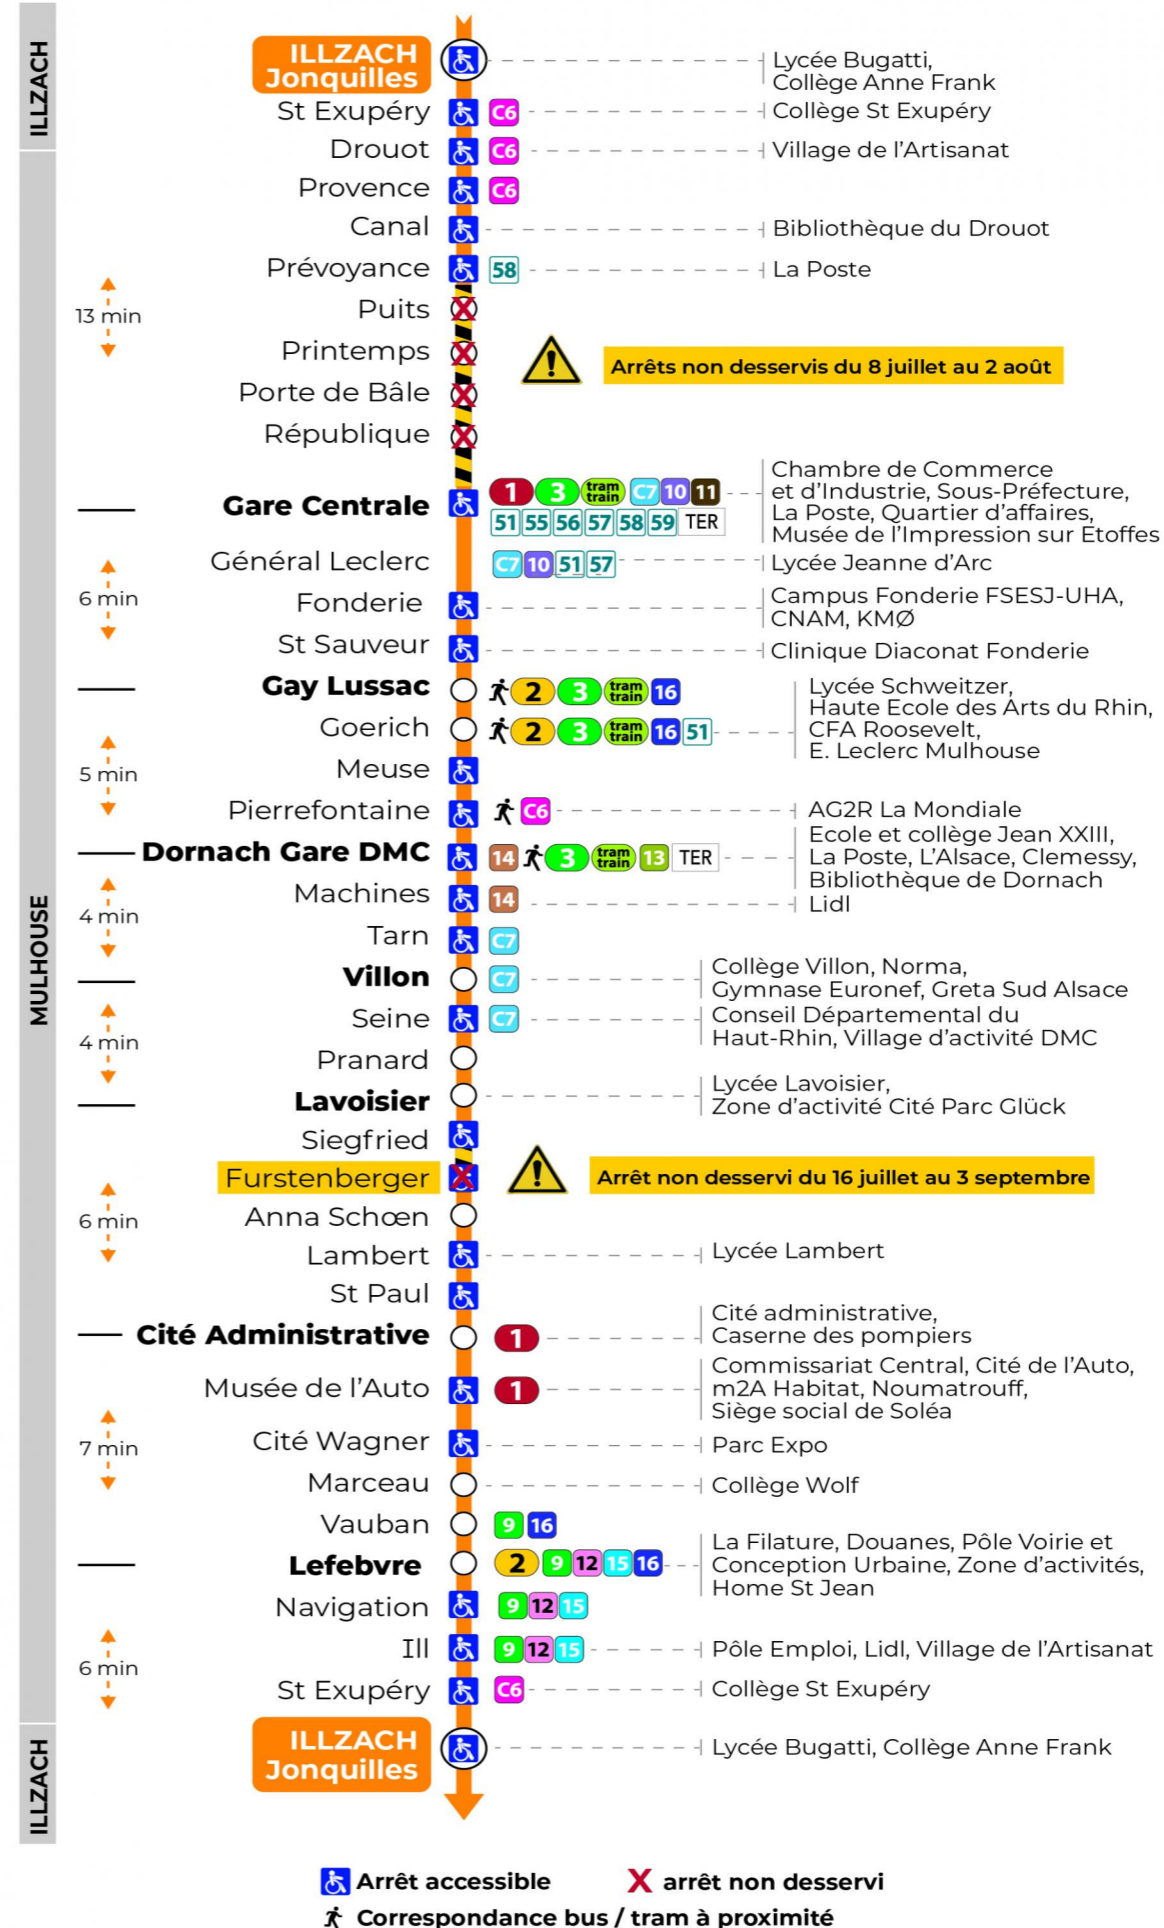 ILLZACH
ILLZACH
Jonquilles
Lycée Bugatti,
Collège Anne Frank
St Exupéry C6 Collège St Exupéry
Drouot C6 Village de l'Artisanat
Provence C6
Canal Bibliothèque du Drouot
Prévoyance 58 La Poste
13 min
Puits
Printemps
Arrêts non desservis du 8 juillet au 2 août
Porte de Bâle
République
Gare Centrale
1 3 tram train C7 10 11
51 55 56 57 58 59 TER
Chambre de Commerce
et d'Industrie, Sous-Préfecture,
La Poste, Quartier d'affaires,
Musée de l'Impression sur Etoffes
Général Leclerc C7 10 51 57 Lycée Jeanne d'Arc
6 min
Fonderie
Campus Fonderie FSESJ-UHA,
CNAM, KMØ
St Sauveur Clinique Diaconat Fonderie
Gay Lussac 2 3 tram train 16
Goerich 2 3 tram train 16 51
Lycée Schweitzer,
Haute Ecole des Arts du Rhin,
CFA Roosevelt,
E. Leclerc Mulhouse
5 min
Meuse
Pierrefontaine C6 AG2R La Mondiale
Dornach Gare DMC 14 3 tram train 13 TER
Ecole et collège Jean XXIII,
La Poste, L'Alsace, Clemessy,
Bibliothèque de Dornach
Machines 14 Lidl
4 min
Tarn C7
MULHOUSE
Villon C7
Collège Villon, Norma,
Gymnase Euronef, Greta Sud Alsace
Seine C7
Conseil Départemental du
Haut-Rhin, Village d'activité DMC
4 min
Pranard
Lavoisier
Lycée Lavoisier,
Zone d'activité Cité Parc Glück
Siegfried
Furstenberger
Arrêt non desservi du 16 juillet au 3 septembre
6 min
Anna Schœn
Lambert Lycée Lambert
St Paul
Cité Administrative 1
Cité administrative,
Caserne des pompiers
Musée de l'Auto 1
Commissariat Central, Cité de l'Auto,
m2A Habitat, Noumatrouff,
Siège social de Soléa
7 min
Cité Wagner Parc Expo
Marceau Collège Wolf
Vauban 9 16
Lefebvre 2 9 12 15 16
La Filature, Douanes, Pôle Voirie et
Conception Urbaine, Zone d'activités,
Home St Jean
Navigation 9 12 15
Ill 9 12 15 Pôle Emploi, Lidl, Village de l'Artisanat
6 min
St Exupéry C6 Collège St Exupéry
ILLZACH
ILLZACH
Jonquilles
Lycée Bugatti, Collège Anne Frank
Arrêt accessible X arrêt non desservi
Correspondance bus / tram à proximité